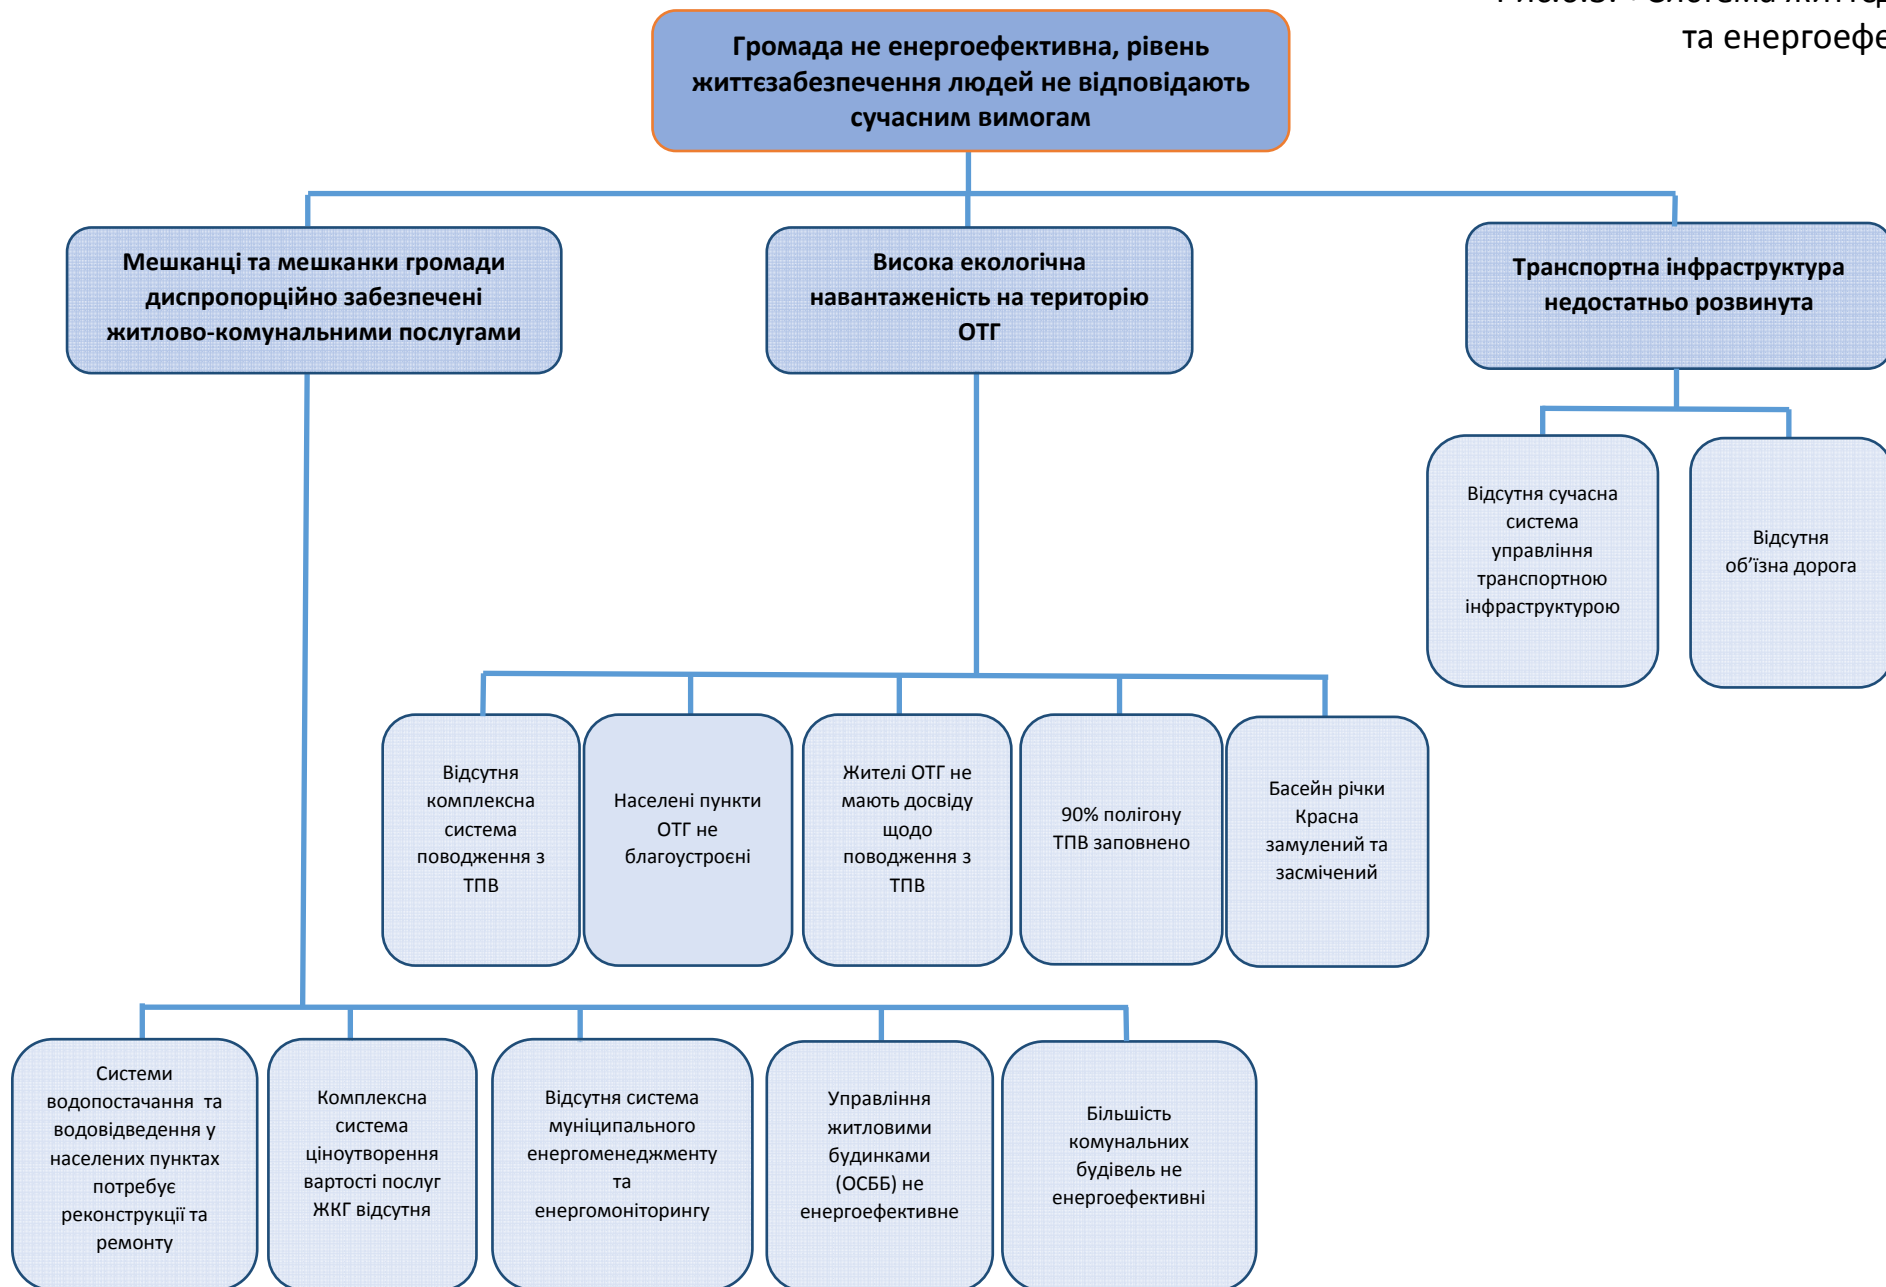 та
Громада не енергоефективна, рівень
життєзабезпечення людей не відповідають
сучасним вимогам
Мешканці та мешканки громади
диспропорційно забезпечені
житлово-комунальними послугами
Висока екологічна
навантаженість на територію
ОТГ
Транспортна інфраструктура
недостатньо розвинута
Відсутня сучасна
система
управління
транспортною
інфраструктурою
Відсутня
об’їзна дорога
Відсутня
комплексна
система
поводження з
ТПВ
Населені пункти
ОТГ не
благоустроєні
Жителі ОТГ не
мають досвіду
щодо
поводження з
ТПВ
90% полігону
ТПВ заповнено
Басейн річки
Красна
замулений та
засмічений
Системи
водопостачання та
водовідведення у
населених пунктах
потребує
реконструкції та
ремонту
Комплексна
система
ціноутворення
вартості послуг
ЖКГ відсутня
Відсутня система
муніципального
енергоменеджменту
та
енергомоніторингу
Управління
житловими
будинками
(ОСББ) не
енергоефективне
Більшість
комунальних
будівель не
енергоефективні